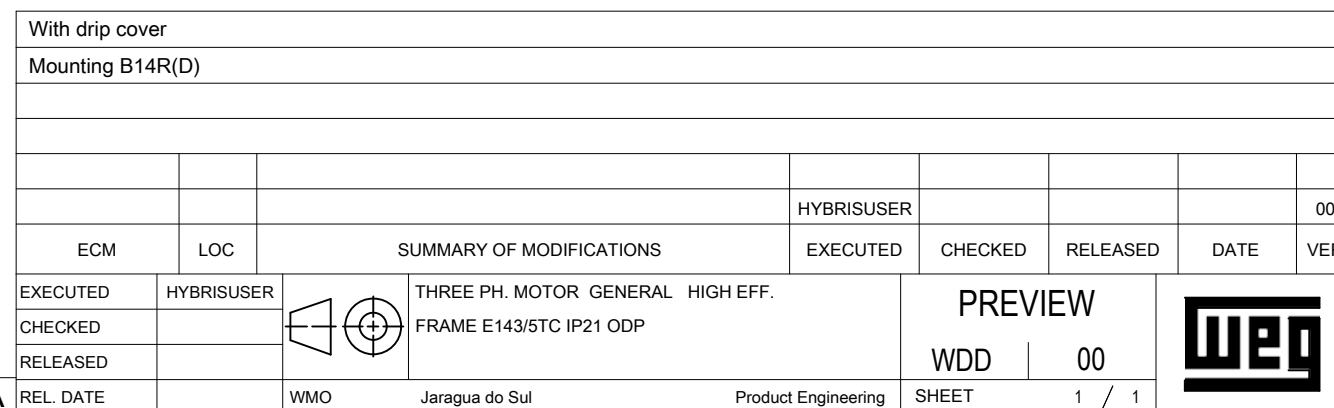 With drip cover
Mounting B14R(D)
HYBRISUSER 00
ECM LOC SUMMARY OF MODIFICATIONS EXECUTED CHECKED RELEASED DATE
EXECUTED HYBRISUSER THREE PH. MOTOR GENERAL HIGH EFF. PREVIEW
CHECKED FRAME E143/5TC IP21 ODP
RELEASED WDD 00
weg
A REL. DATE WMO Jaragua do Sul Product Engineering SHEET 1 / 1